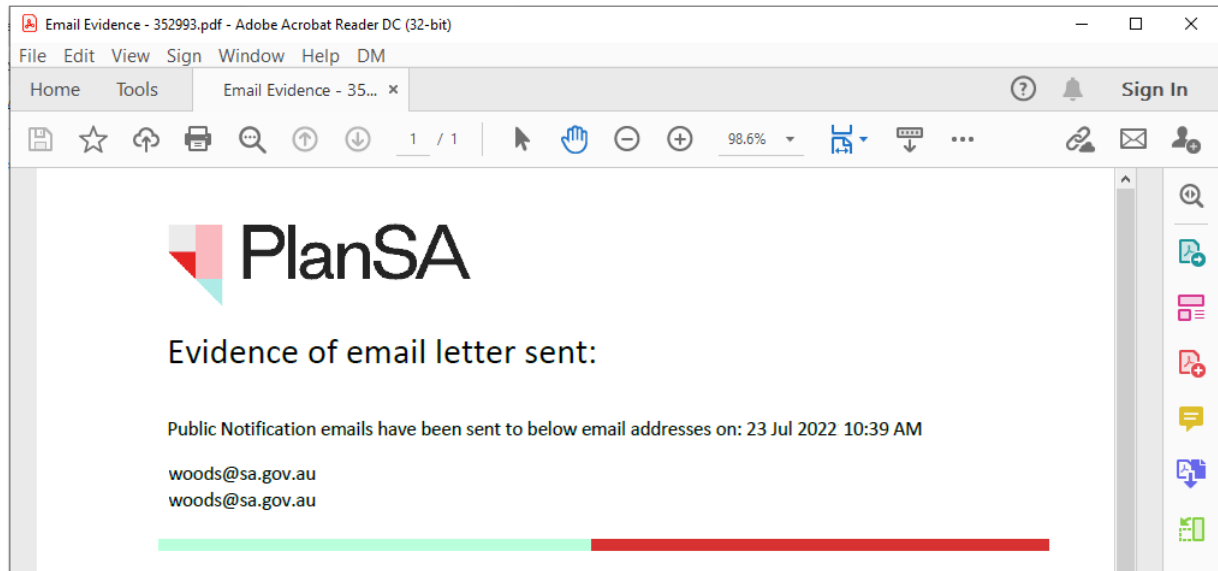 Email Evidence - 352993.pdf - Adobe Acrobat Reader DC (32-bit)
File Edit View Sign Window Help DM
Home Tools Email Evidence - 35... × ? Sign In
1 / 1 98.6%
PlanSA
Evidence of email letter sent:
Public Notification emails have been sent to below email addresses on: 23 Jul 2022 10:39 AM
woods@sa.gov.au
woods@sa.gov.au